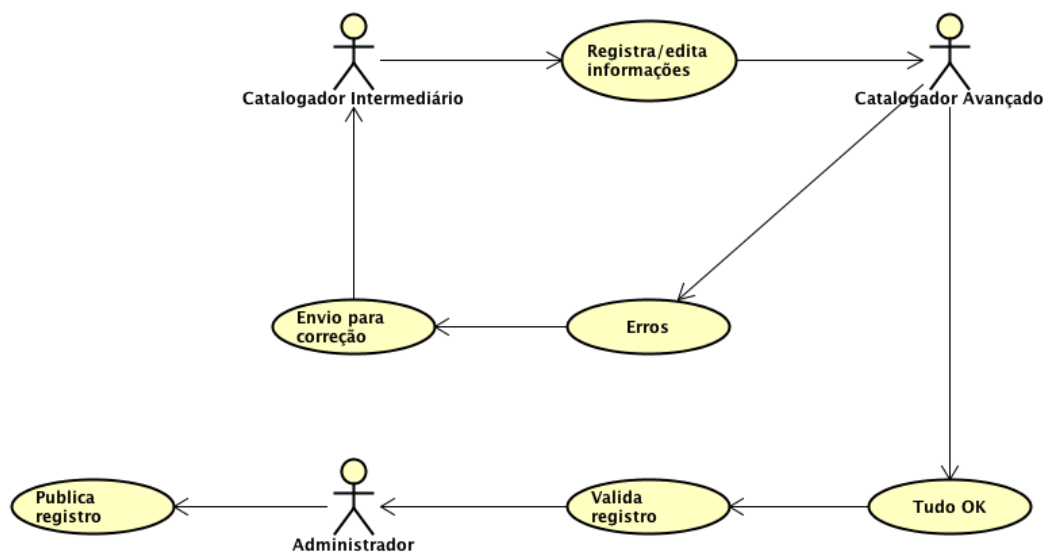 Registra/edita
informações
Catalogador Intermediário
Catalogador Avançado
Envio para
correção
Erros
Publica
registro
Valida
registro
Tudo OK
Administrador